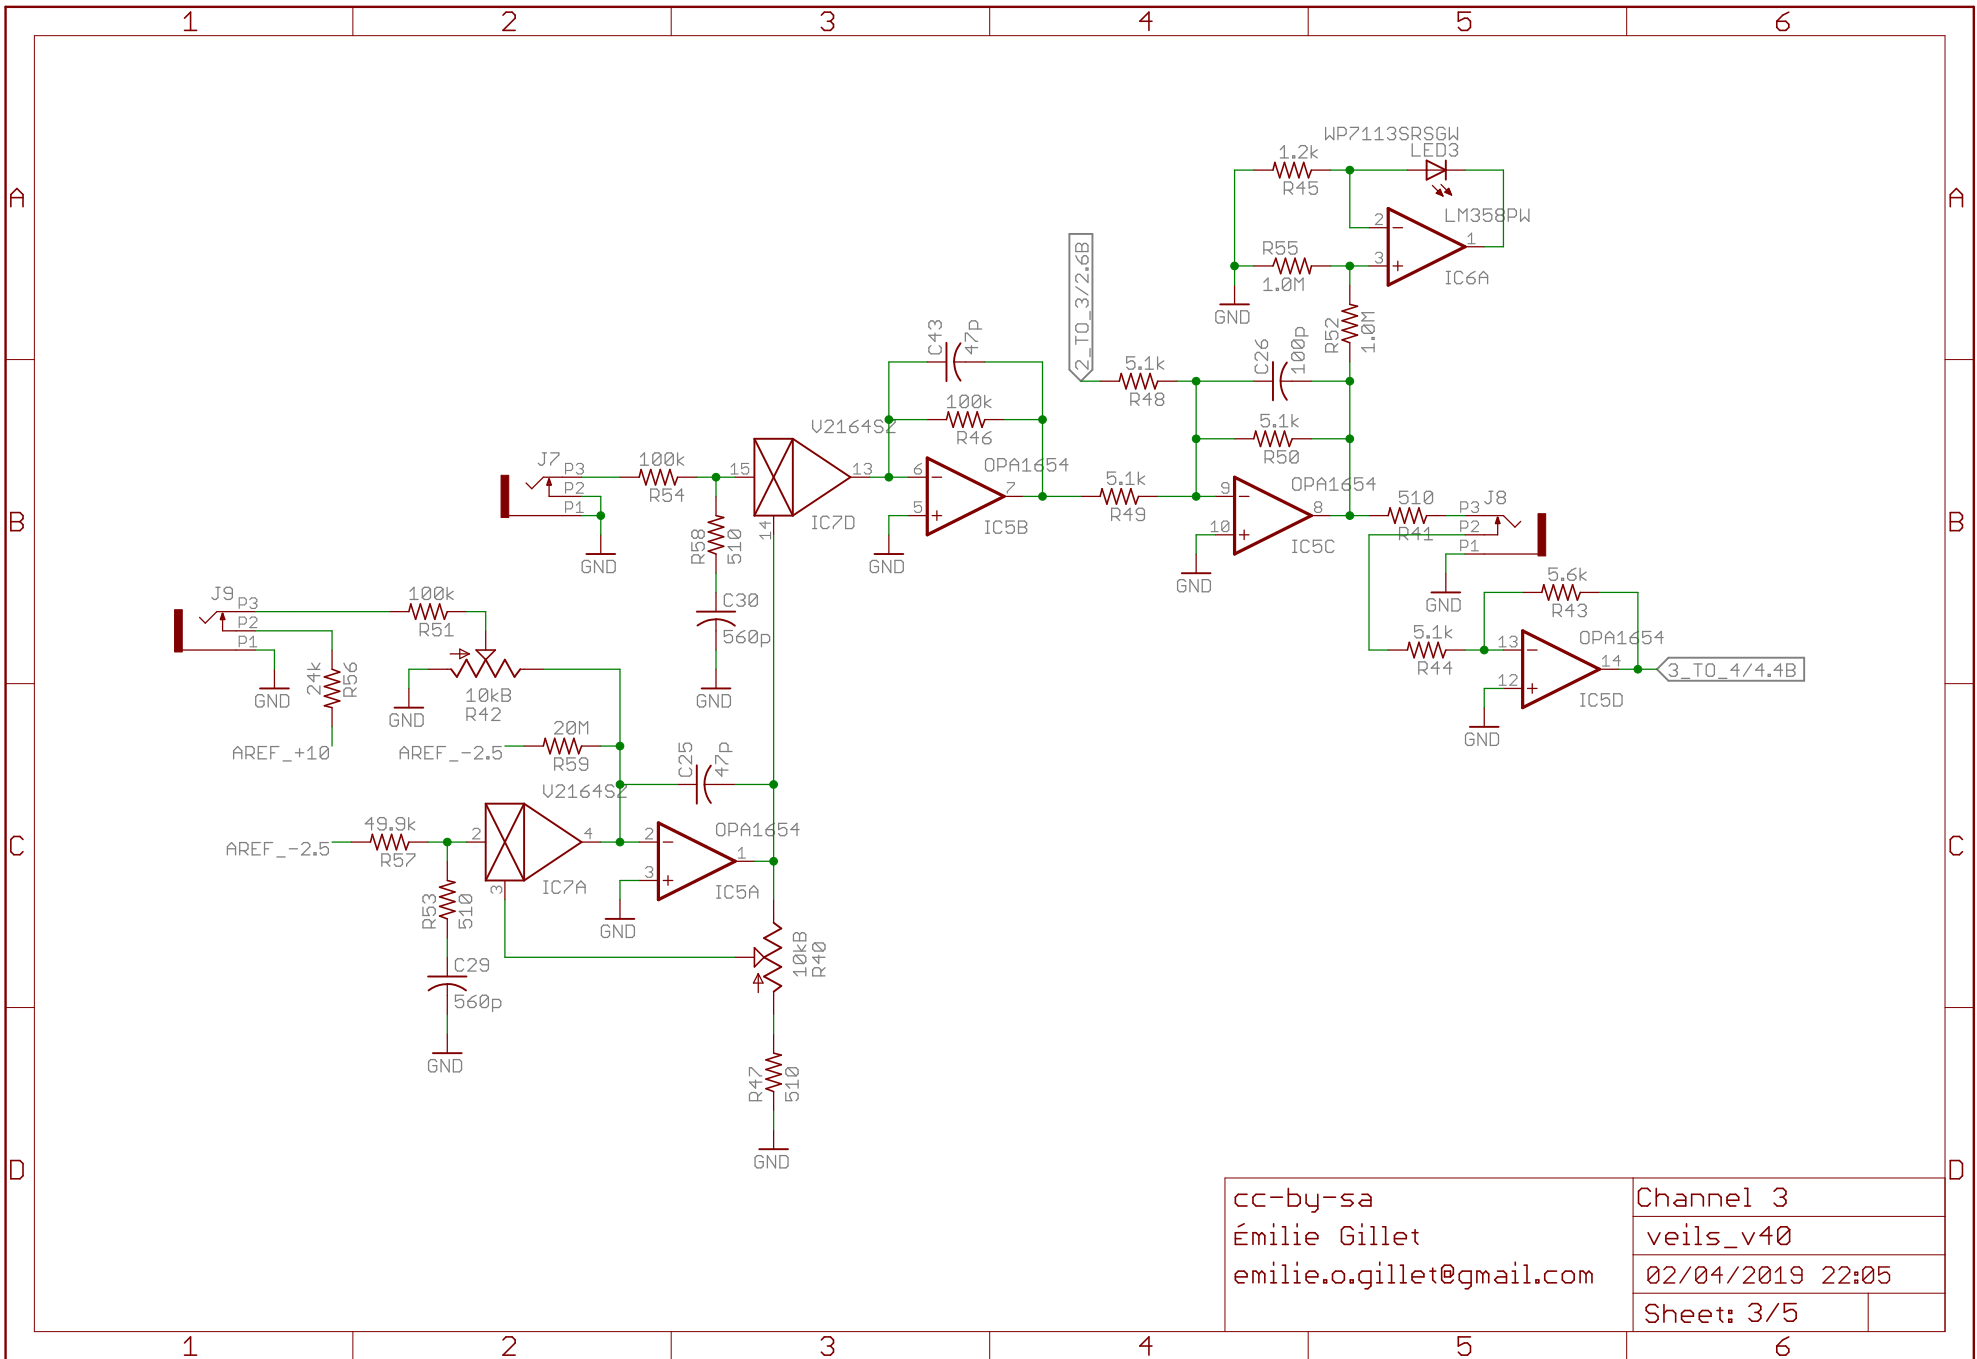 1 2 3 4 5 6
A A
B B
C C
D D
WP7113SRSGW
LED3
1.2k
R45
LM358PW
2
1
3
R55
1.0M
IC6A
GND
R52
1.0M
2_TO_3/2.6B
C43
47p
C26
100p
5.1k
R48
100k
R46
5.1k
R50
V2164SZ
J7
P3
P2
P1
100k
R54
15
13
14
IC7D
OPA1654
6
7
5
IC5B
5.1k
R49
OPA1654
9
8
10
IC5C
510
R41
J8
P3
P2
P1
GND
R58
510
GND
GND
GND
5.6k
R43
J9
P3
P2
P1
100k
R51
C30
560p
5.1k
R44
OPA1654
13
14
12
IC5D
3_TO_4/4.4B
GND
24k
R56
10kB
R42
GND
GND
GND
AREF_+10
AREF_-2.5
20M
R59
C25
47p
V2164SZ
AREF_-2.5
49.9k
R57
2
4
3
IC7A
OPA1654
2
1
3
IC5A
R53
510
GND
10kB
R40
C29
560p
GND
R47
510
GND
cc-by-sa
Émilie Gillet
emilie.o.gillet@gmail.com
Channel 3
veils_v40
02/04/2019 22:05
Sheet: 3/5
1 2 3 4 5 6